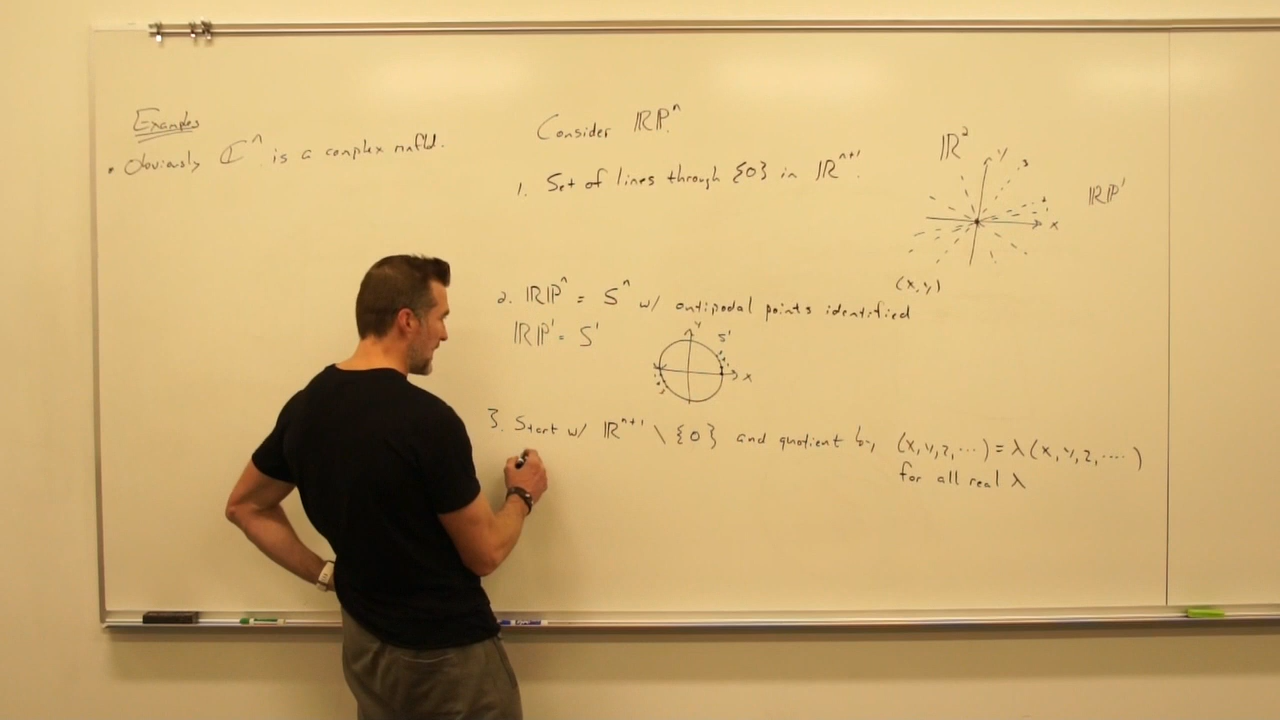 Examples
• Obviously ℂⁿ is a complex mnfld.
Consider ℝℙⁿ.
1. Set of lines through {0} in ℝⁿ⁺¹.
ℝ²
y
x
ℝℙ¹
(x,y)
2. ℝℙⁿ = Sⁿ w/ antipodal points identified
ℝℙ¹ = S¹
y
S¹
x
3. Start w/ ℝⁿ⁺¹ \ {0} and quotient by (x,y,z,...) = λ(x,y,z,....)
for all real λ